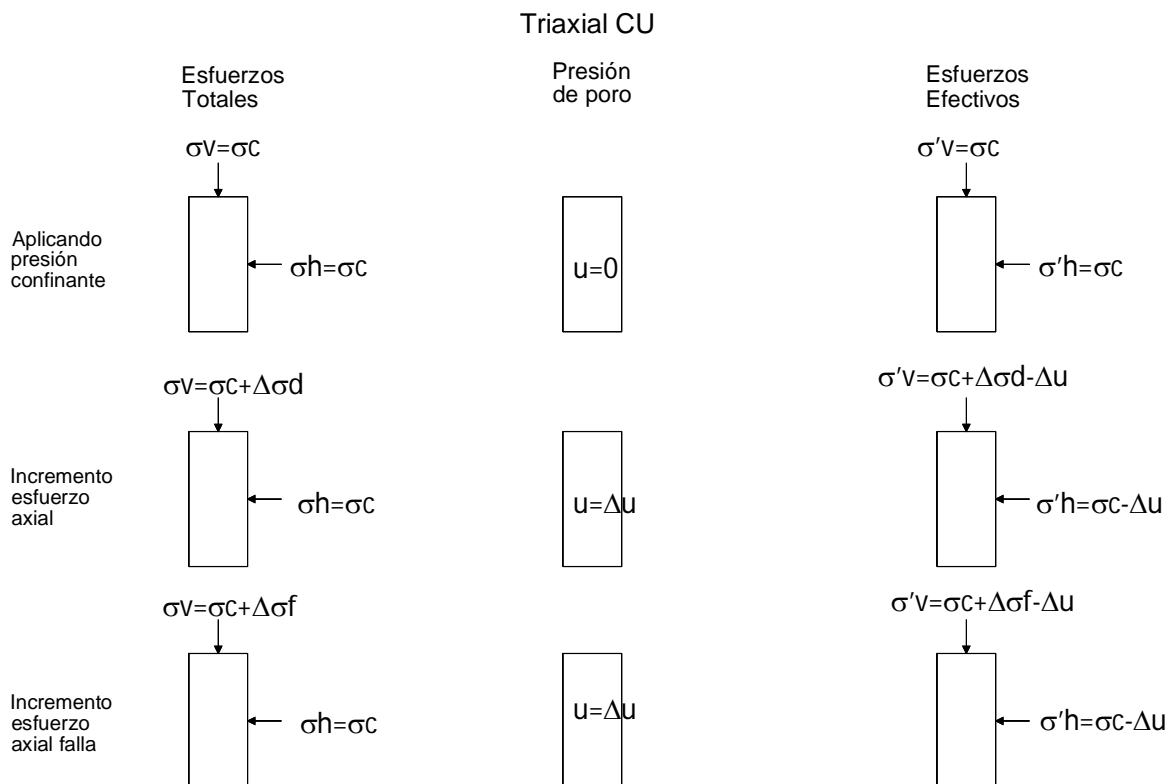 Triaxial CU
Esfuerzos
Totales
Presión
de poro
Esfuerzos
Efectivos
σv=σc
σ'v=σc
Aplicando
presión
confinante
σh=σc
u=0
σ'h=σc
σv=σc+Δσd
σ'v=σc+Δσd-Δu
Incremento
esfuerzo
axial
σh=σc
u=Δu
σ'h=σc-Δu
σv=σc+Δσf
σ'v=σc+Δσf-Δu
Incremento
esfuerzo
axial falla
σh=σc
u=Δu
σ'h=σc-Δu